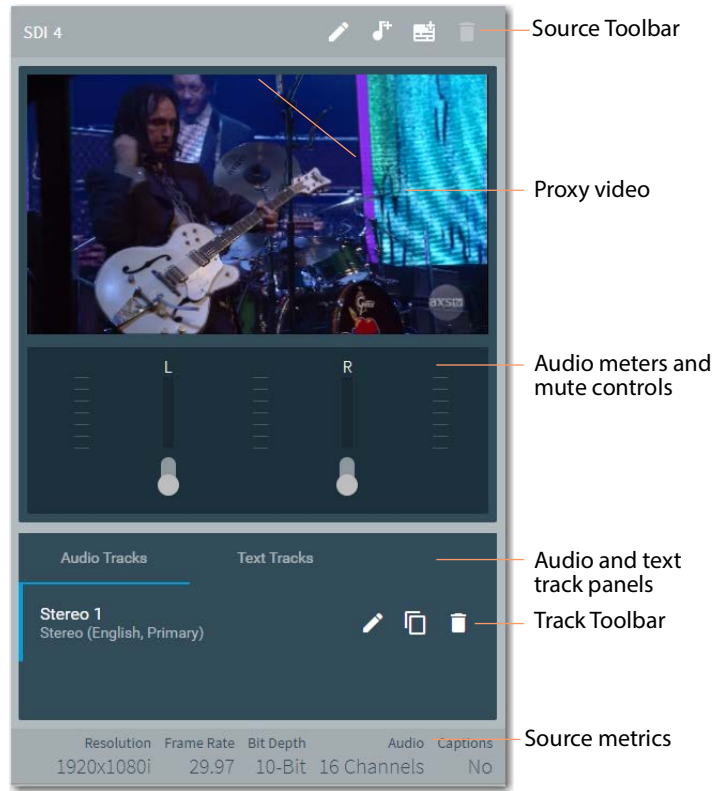 SDI 4
Source Toolbar
axstv
Proxy video
L R
Audio meters and
mute controls
Audio Tracks Text Tracks
Audio and text
track panels
Stereo 1
Stereo (English, Primary)
Track Toolbar
Source metrics
Resolution Frame Rate Bit Depth Audio Captions
1920x1080i 29.97 10-Bit 16 Channels No